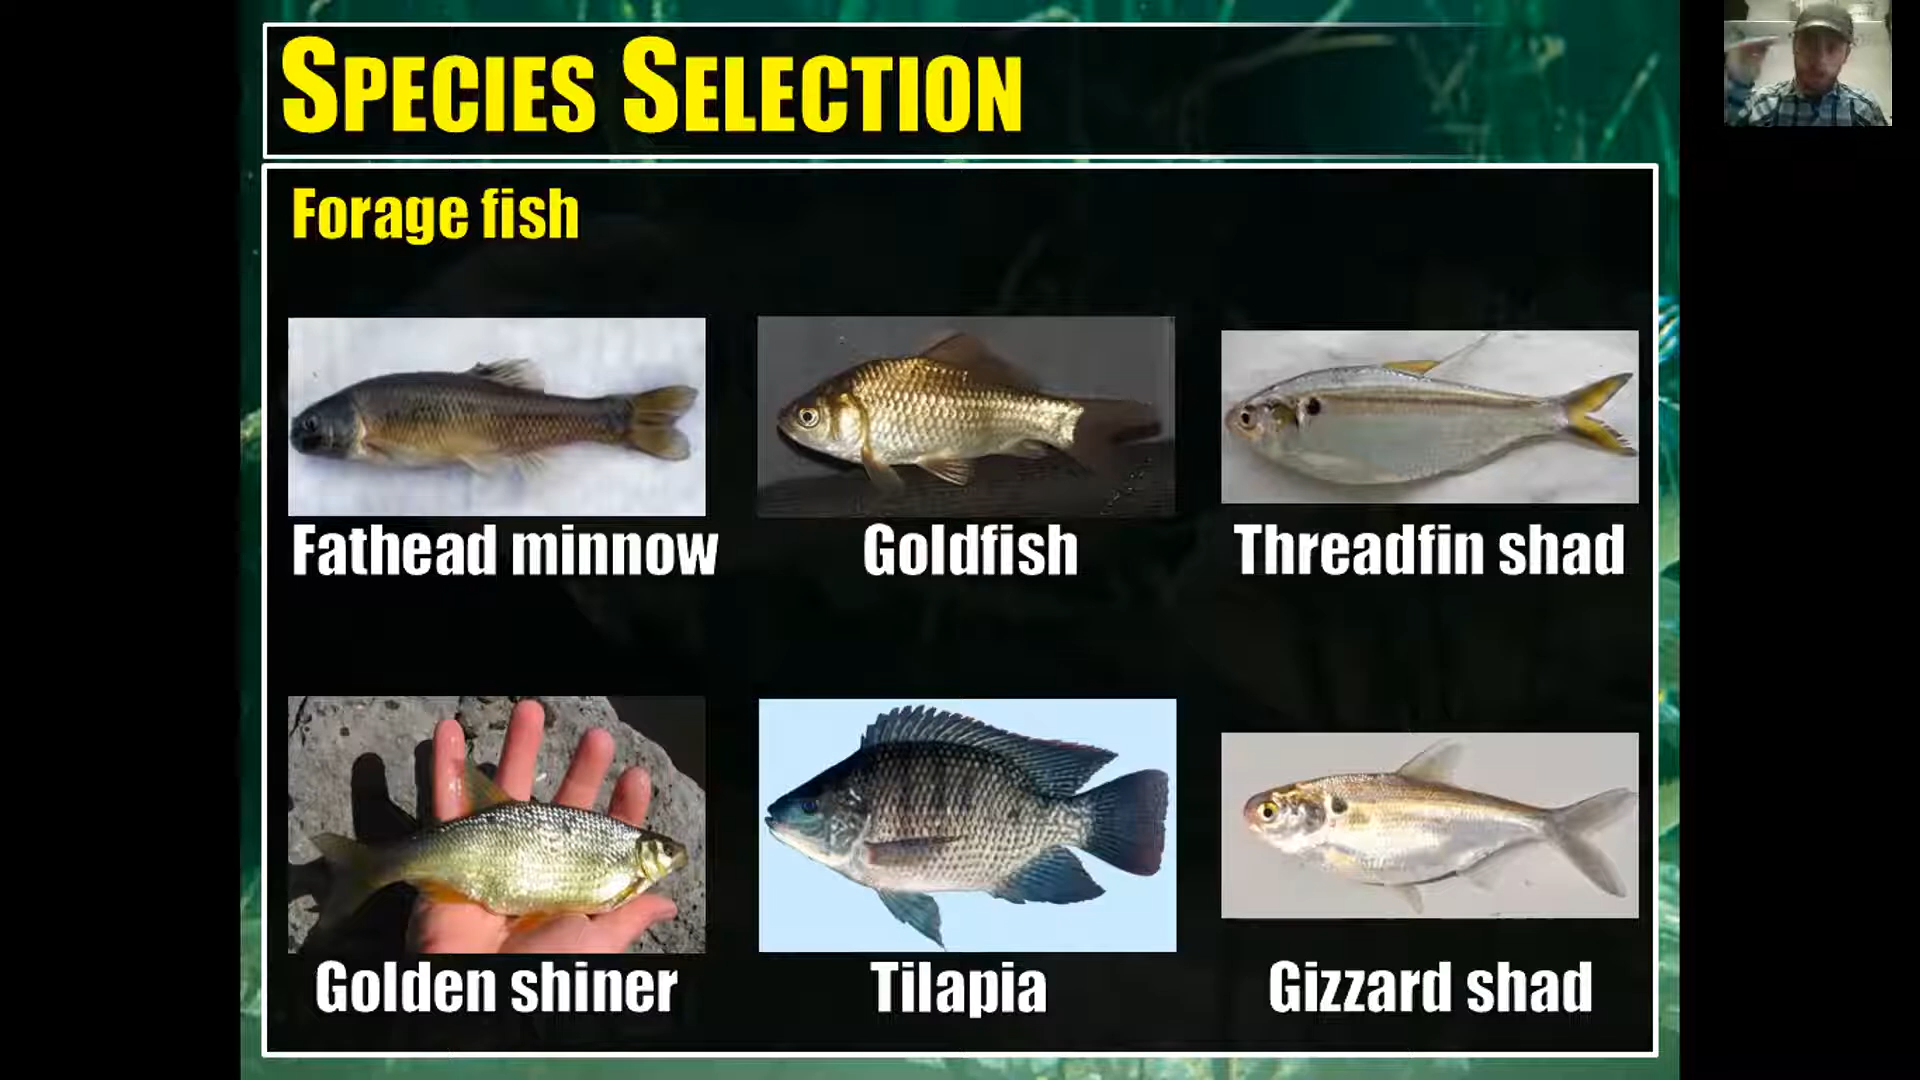 SPECIES SELECTION
Forage fish
Fathead minnow
Goldfish
Threadfin shad
Golden shiner
Tilapia
Gizzard shad